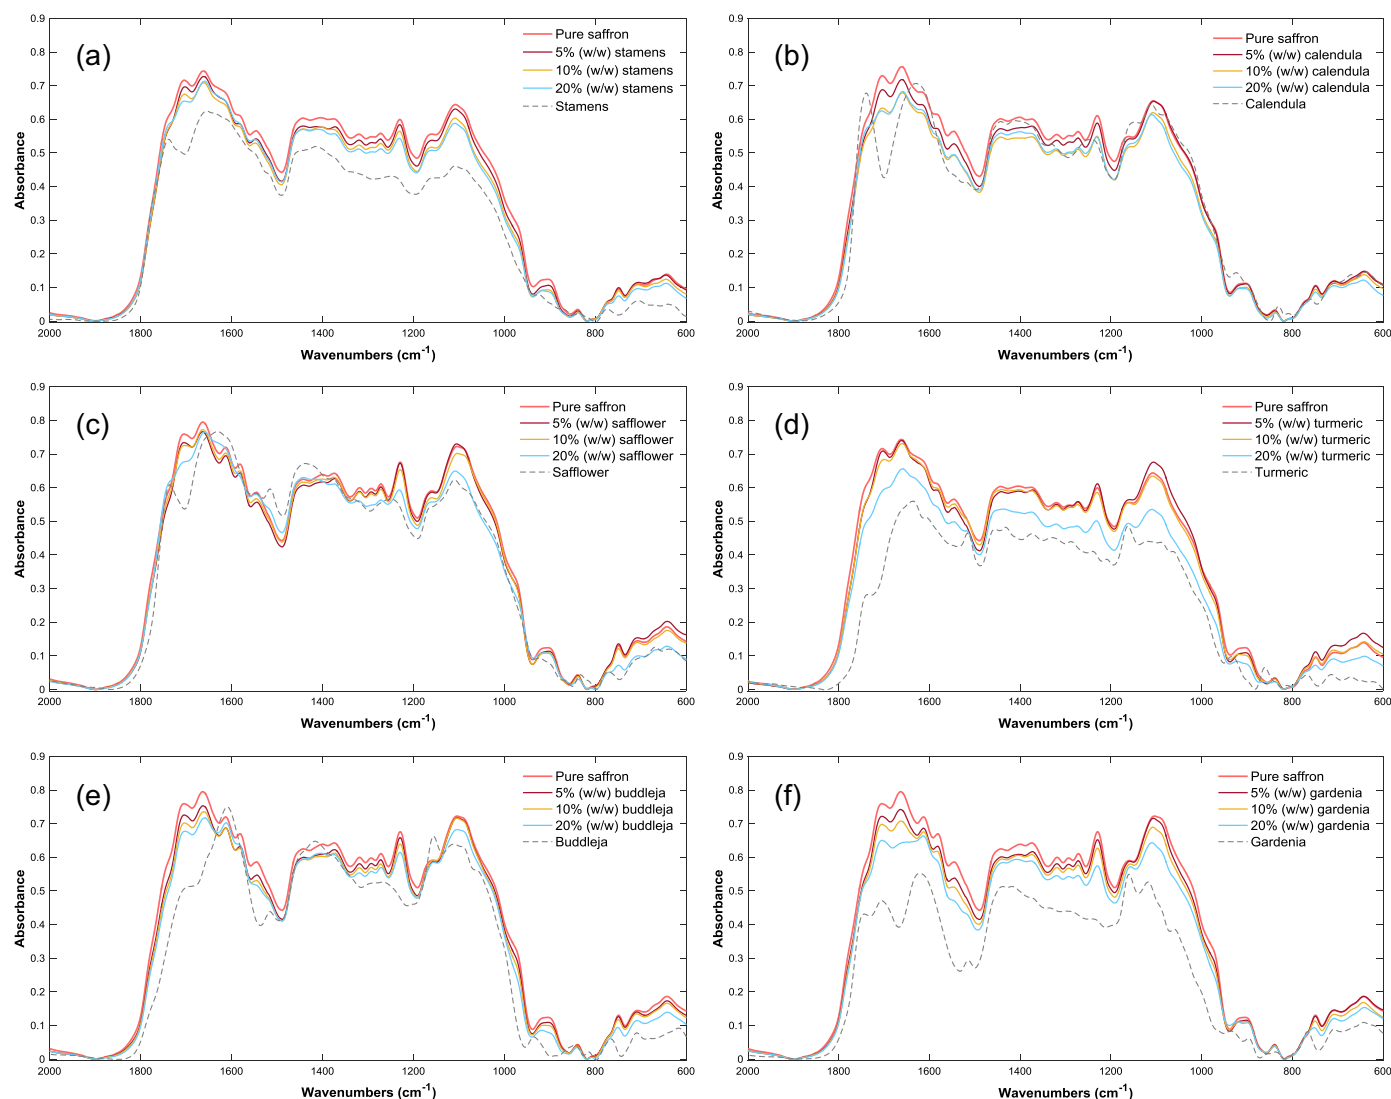 (a)
Pure saffron
5% (w/w) stamens
10% (w/w) stamens
20% (w/w) stamens
Stamens
Absorbance
0.9
0.8
0.7
0.6
0.5
0.4
0.3
0.2
0.1
0
2000 1800 1600 1400 1200 1000 800 600
Wavenumbers (cm-1)
(b)
Pure saffron
5% (w/w) calendula
10% (w/w) calendula
20% (w/w) calendula
Calendula
Absorbance
0.9
0.8
0.7
0.6
0.5
0.4
0.3
0.2
0.1
0
2000 1800 1600 1400 1200 1000 800 600
Wavenumbers (cm-1)
(c)
Pure saffron
5% (w/w) safflower
10% (w/w) safflower
20% (w/w) safflower
Safflower
Absorbance
0.9
0.8
0.7
0.6
0.5
0.4
0.3
0.2
0.1
0
2000 1800 1600 1400 1200 1000 800 600
Wavenumbers (cm-1)
(d)
Pure saffron
5% (w/w) turmeric
10% (w/w) turmeric
20% (w/w) turmeric
Turmeric
Absorbance
0.9
0.8
0.7
0.6
0.5
0.4
0.3
0.2
0.1
0
2000 1800 1600 1400 1200 1000 800 600
Wavenumbers (cm-1)
(e)
Pure saffron
5% (w/w) buddleja
10% (w/w) buddleja
20% (w/w) buddleja
Buddleja
Absorbance
0.9
0.8
0.7
0.6
0.5
0.4
0.3
0.2
0.1
0
2000 1800 1600 1400 1200 1000 800 600
Wavenumbers (cm-1)
(f)
Pure saffron
5% (w/w) gardenia
10% (w/w) gardenia
20% (w/w) gardenia
Gardenia
Absorbance
0.9
0.8
0.7
0.6
0.5
0.4
0.3
0.2
0.1
0
2000 1800 1600 1400 1200 1000 800 600
Wavenumbers (cm-1)